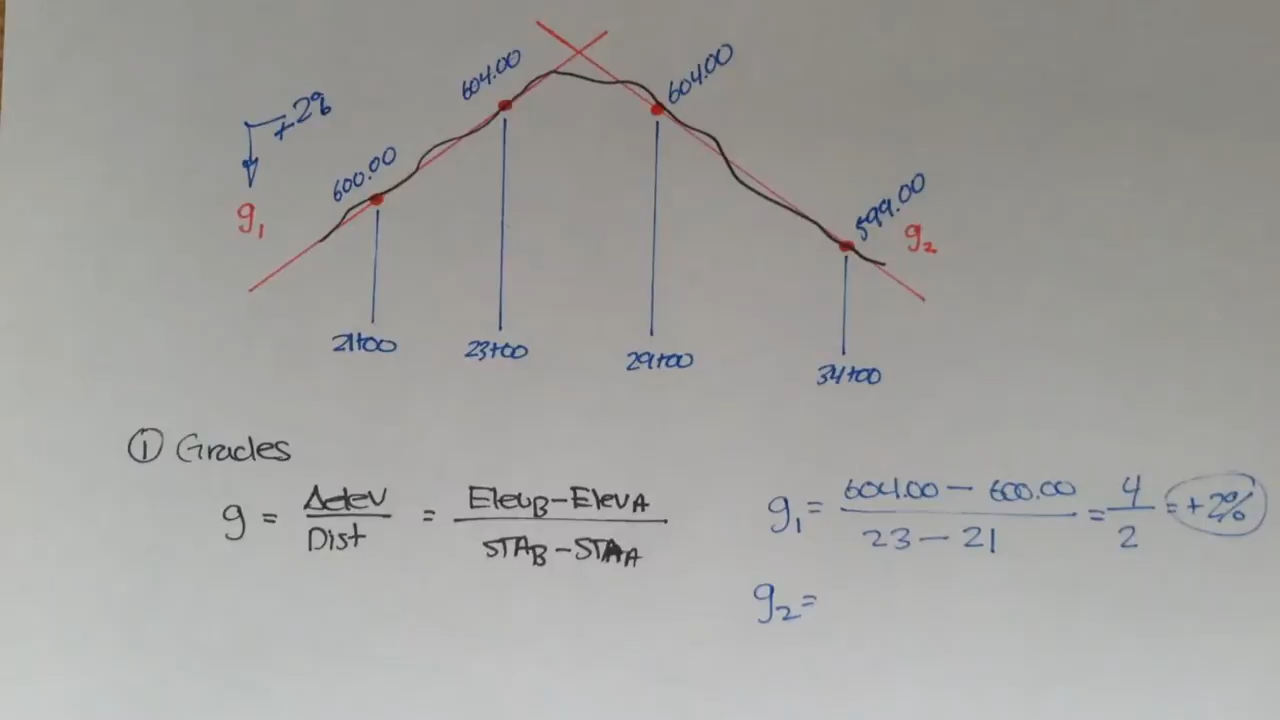 604.00
604.00
+2%
600.00
g1
599.00
g2
21+00
23+00
29+00
34+00
① Grades
g = Δelev / Dist = ElevB - ElevA / STAB - STAA
g1 = 604.00 - 600.00 / 23 - 21 = 4 / 2 = +2%
g2 =